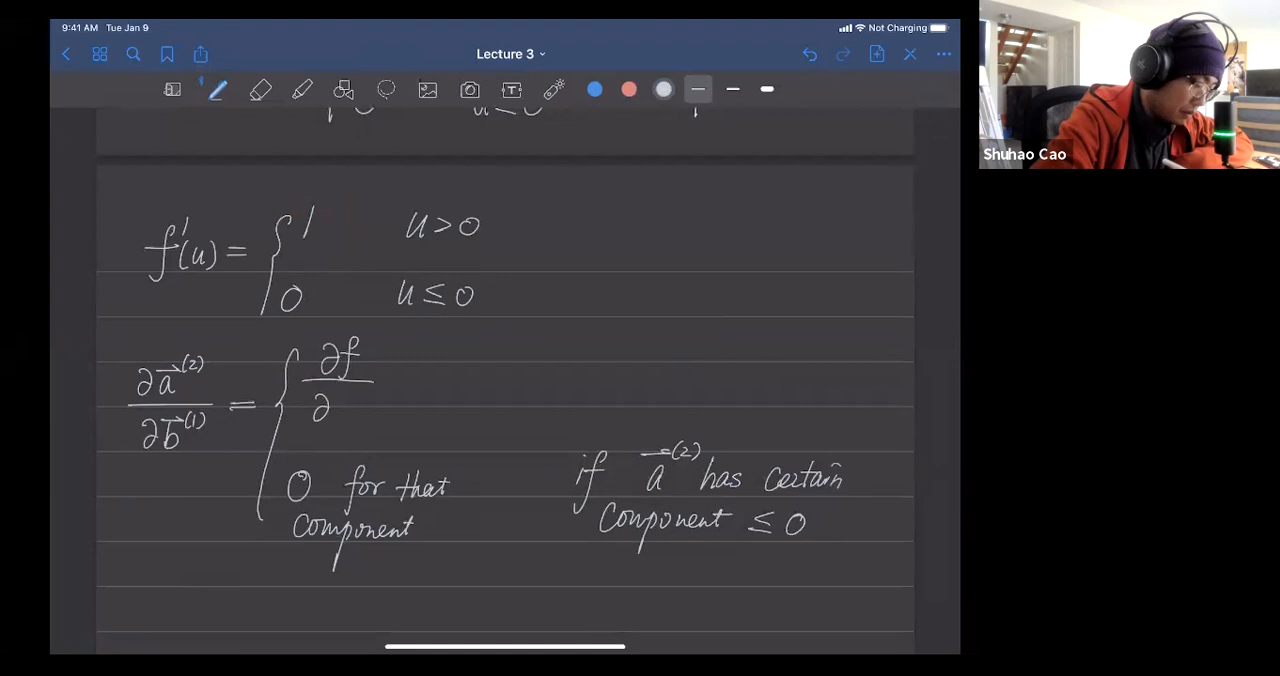 9:41 AM Tue Jan 9
Not Charging
Lecture 3
T
f'(u) = { 1 u > 0
0 u ≤ 0
∂a⃗^(2) / ∂b⃗^(1) = { ∂f / ∂
0 for that component
if a⃗^(2) has certain component ≤ 0
Shuhao Cao